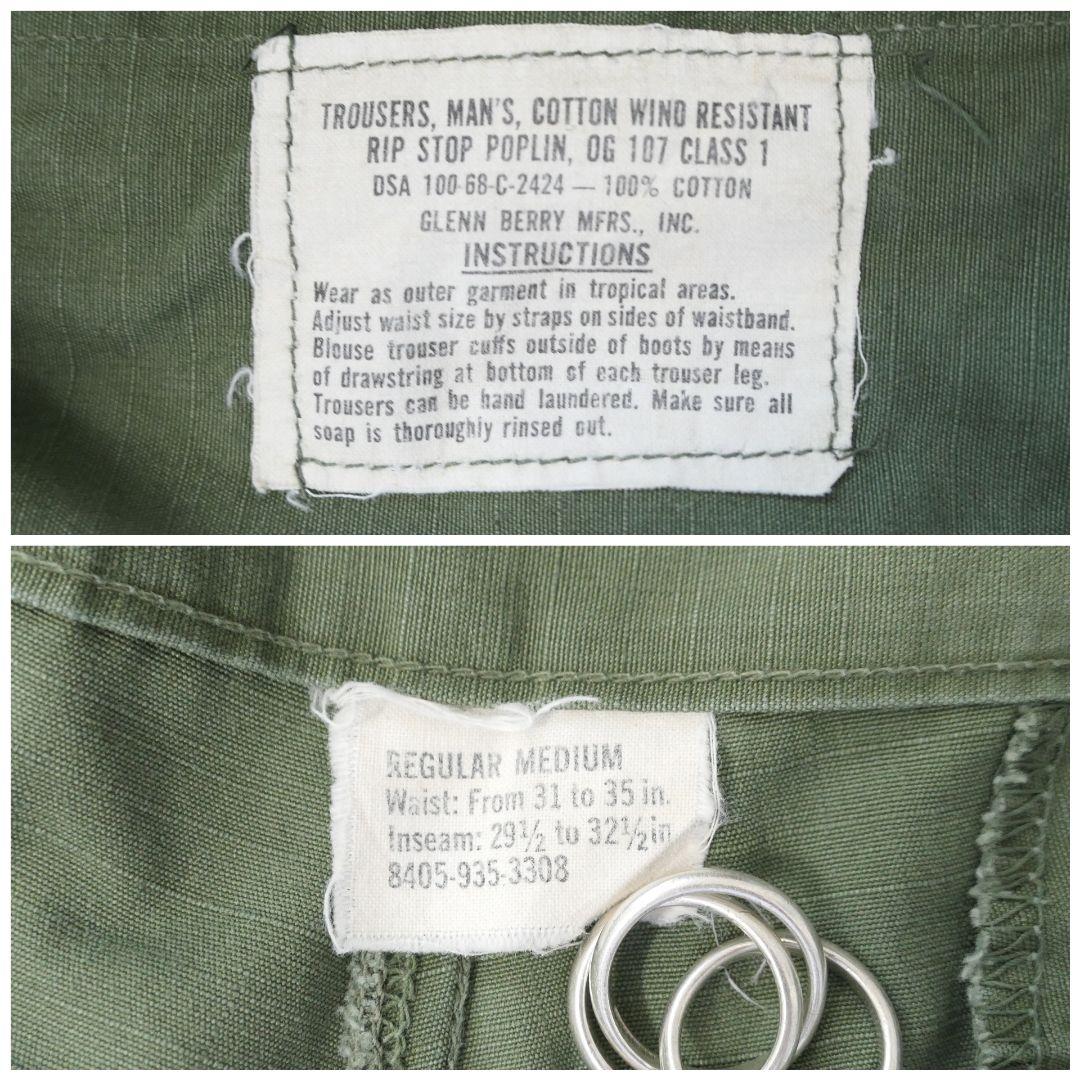 TROUSERS, MAN'S, COTTON WIND RESISTANT
RIP STOP POPLIN, OG 107 CLASS 1
DSA 100-68-C-2424 — 100% COTTON
GLENN BERRY MFRS., INC.
INSTRUCTIONS
Wear as outer garment in tropical areas.
Adjust waist size by straps on sides of waistband.
Blouse trouser cuffs outside of boots by means
of drawstring at bottom of each trouser leg.
Trousers can be hand laundered. Make sure all
soap is thoroughly rinsed out.
REGULAR MEDIUM
Waist: From 31 to 35 in.
Inseam: 29½ to 32½ in
8405-935-3308